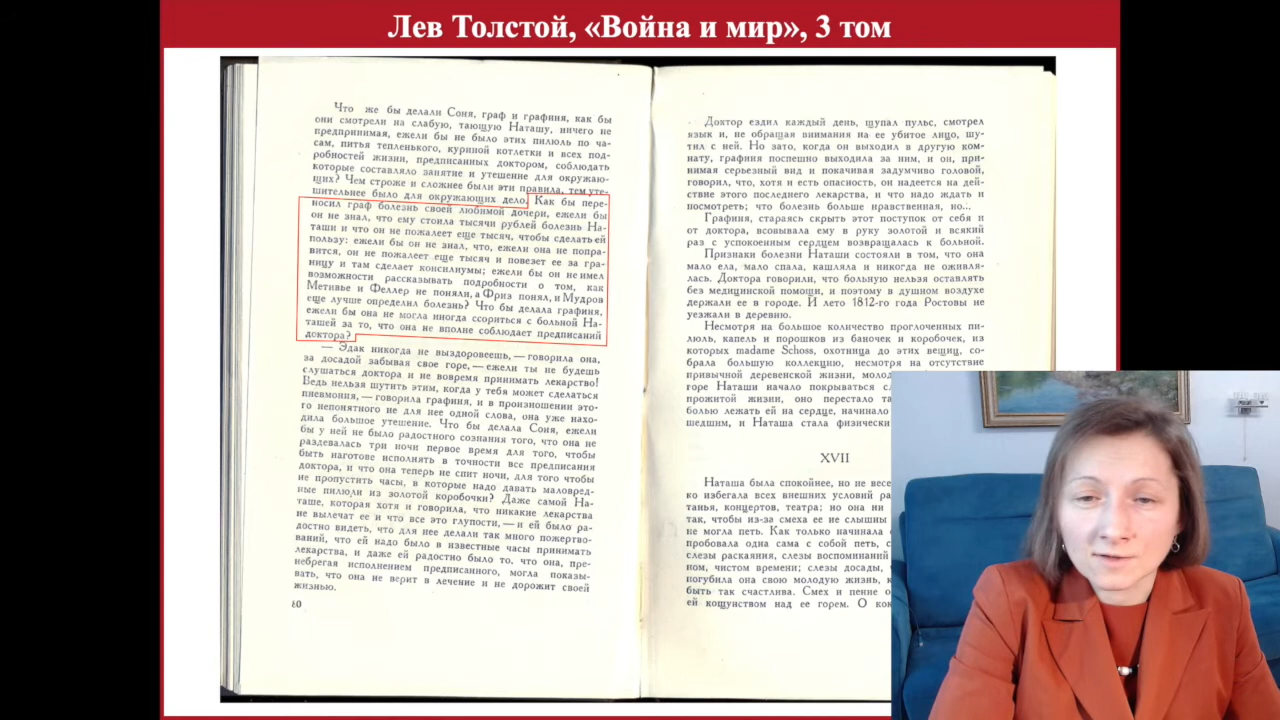 Лев Толстой, «Война и мир», 3 том
Что же бы делали Соня, граф и графиня, как бы
они смотрели на слабую, тающую Наташу, ничего не
предпринимая, ежели бы не было этих пилюль по ча-
сам, питья тепленького, куриной котлетки и всех под-
робностей жизни, предписанных доктором, соблюдать
которые составляло занятие и утешение для окружаю-
щих? Чем строже и сложнее были эти правила, тем уте-
шительнее было для окружающих дело. Как бы пере-
носил граф болезнь своей любимой дочери, ежели бы
он не знал, что ему стоила тысячи рублей болезнь На-
таши и что он не пожалеет еще тысяч, чтобы сделать ей
пользу: ежели бы он не знал, что, ежели она не попра-
вится, он не пожалеет еще тысяч и повезет ее за гра-
ницу и там сделает консилиумы; ежели бы он не имел
возможности рассказывать подробности о том, как
Метивье и Феллер не поняли, а Фриз понял, и Мудров
еще лучше определил болезнь? Что бы делала графиня,
ежели бы она не могла иногда ссориться с больной На-
ташей за то, что она не вполне соблюдает предписаний
доктора?
— Эдак никогда не выздоровеешь, — говорила она,
за досадой забывая свое горе, — ежели ты не будешь
слушаться доктора и не вовремя принимать лекарство!
Ведь нельзя шутить этим, когда у тебя может сделаться
пневмония, — говорила графиня, и в произношении это-
го непонятного не для нее одной слова, она уже нахо-
дила большое утешение. Что бы делала Соня, ежели
бы у ней не было радостного сознания того, что она не
раздевалась три ночи первое время для того, чтобы
быть наготове исполнять в точности все предписания
доктора, и что она теперь не спит ночи, для того чтобы
не пропустить часы, в которые надо давать маловред-
ные пилюли из золотой коробочки? Даже самой На-
таше, которая хотя и говорила, что никакие лекарства
не вылечат ее и что все это глупости, — и ей было ра-
достно видеть, что для нее делали так много пожертво-
ваний, что ей надо было в известные часы принимать
лекарства, и даже ей радостно было то, что она, пре-
небрегая исполнением предписанного, могла показы-
вать, что она не верит в лечение и не дорожит своей
жизнью.
80
Доктор ездил каждый день, щупал пульс, смотрел
язык и, не обращая внимания на ее убитое лицо, шу-
тил с ней. Но зато, когда он выходил в другую ком-
нату, графиня поспешно выходила за ним, и он, при-
нимая серьезный вид и покачивая задумчиво головой,
говорил, что, хотя и есть опасность, он надеется на дей-
ствие этого последнего лекарства, и что надо ждать и
посмотреть; что болезнь больше нравственная, но...
Графиня, стараясь скрыть этот поступок от себя и
от доктора, всовывала ему в руку золотой и всякий
раз с успокоенным сердцем возвращалась к больной.
Признаки болезни Наташи состояли в том, что она
мало ела, мало спала, кашляла и никогда не оживля-
лась. Доктора говорили, что больную нельзя оставлять
без медицинской помощи, и поэтому в душном воздухе
держали ее в городе. И лето 1812-го года Ростовы не
уезжали в деревню.
Несмотря на большое количество проглоченных пи-
люль, капель и порошков из баночек и коробочек, из
которых madame Schoss, охотница до этих вещиц, со-
брала большую коллекцию, несмотря на отсутствие
привычной деревенской жизни, молод
горе Наташи начало покрываться сл
прожитой жизни, оно перестало та
болью лежать ей на сердце, начинало
шедшим, и Наташа стала физически
XVII
Наташа была спокойнее, но не весе
ко избегала всех внешних условий ра
танья, концертов, театра; но она ни
так, чтобы из-за смеха ее не слышны
не могла петь. Как только начинала
пробовала одна сама с собой петь, с
слезы раскаяния, слезы воспоминаний
ном, чистом времени; слезы досады,
погубила она свою молодую жизнь, к
быть так счастлива. Смех и пение о
ей кощунством над ее горем. О кок